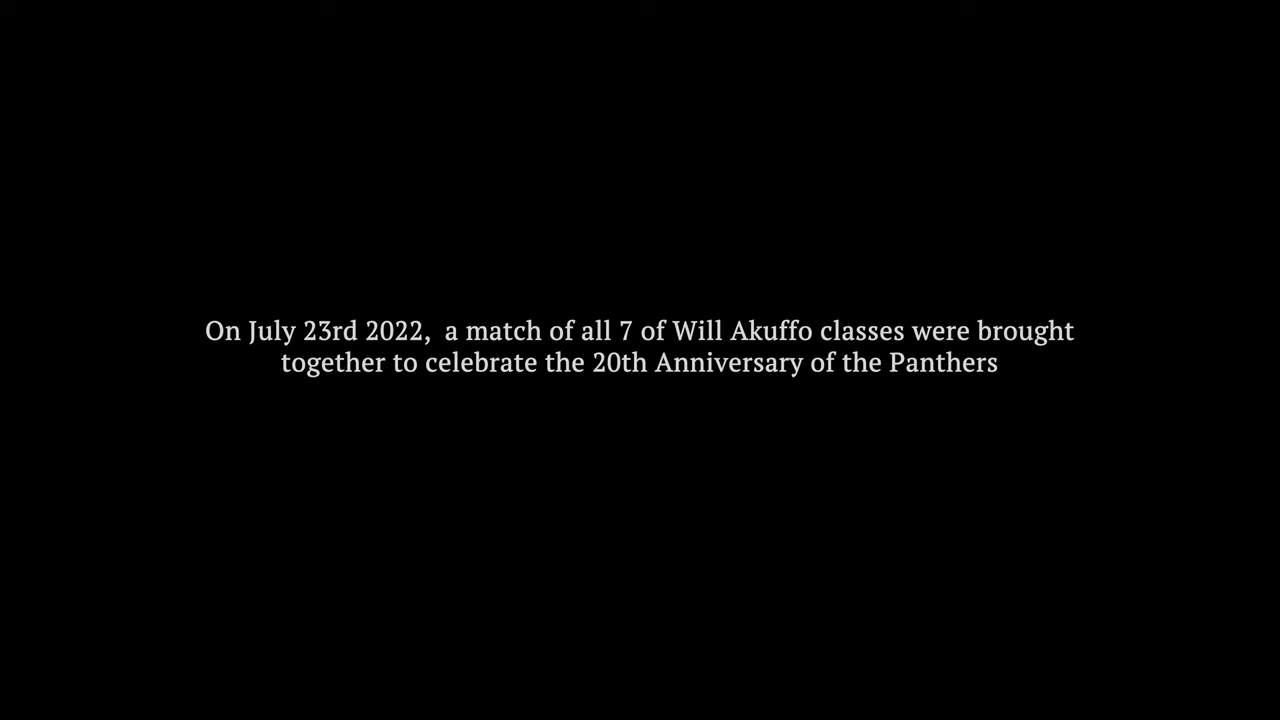 On July 23rd 2022,  a match of all 7 of Will Akuffo classes were brought
together to celebrate the 20th Anniversary of the Panthers